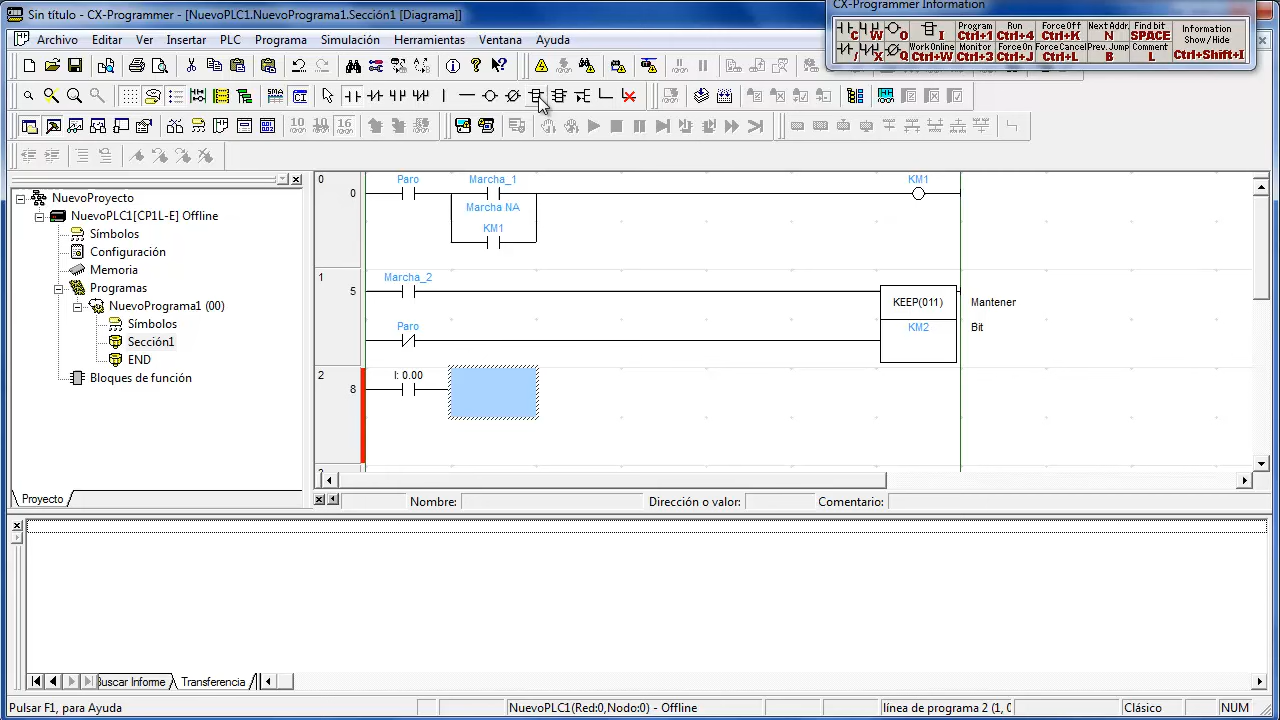 Sin título - CX-Programmer - [NuevoPLC1.NuevoPrograma1.Sección1 [Diagrama]]
CX-Programmer Information
Archivo Editar Ver Insertar PLC Programa Simulación Herramientas Ventana Ayuda
C W O I Program Ctrl+1 Run Ctrl+4 Force Off Ctrl+K Next Addr. N Find bit SPACE
/ X Q Work Online Ctrl+W Monitor Ctrl+3 Force On Ctrl+J Force Cancel Ctrl+L Prev. Jump B Comment L
Information Show/Hide Ctrl+Shift+I
SMA
10 10 16
NuevoProyecto
NuevoPLC1[CP1L-E] Offline
Símbolos
Configuración
Memoria
Programas
NuevoPrograma1 (00)
Símbolos
Sección1
END
Bloques de función
Proyecto
0
0
Paro Marcha_1 KM1
Marcha NA
KM1
1
5
Marcha_2
KEEP(011) Mantener
Paro
KM2 Bit
2
8
I: 0.00
Nombre: Dirección o valor: Comentario:
Buscar Informe Transferencia
Pulsar F1, para Ayuda NuevoPLC1(Red:0,Nodo:0) - Offline línea de programa 2 (1, Clásico NUM